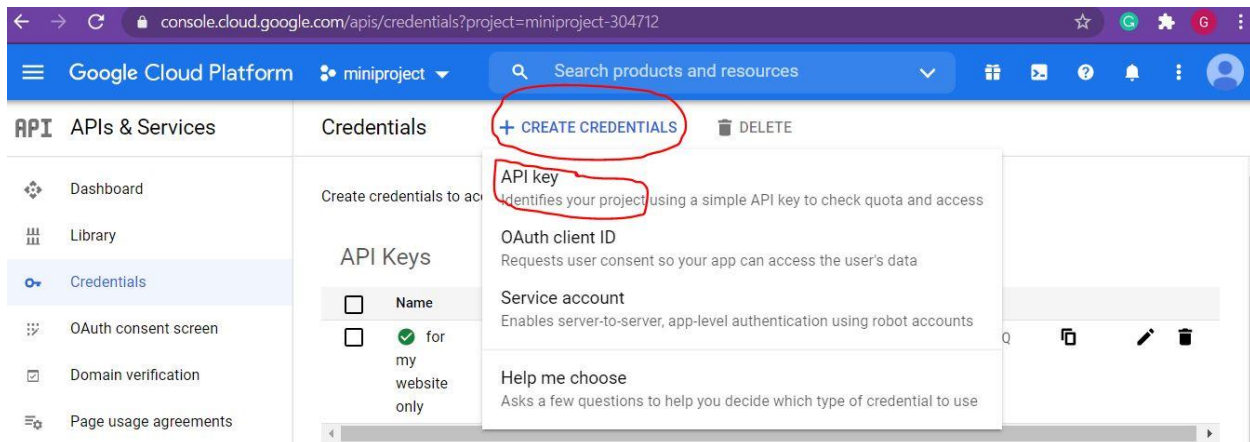 console.cloud.google.com/apis/credentials?project=miniproject-304712
G
Google Cloud Platform
miniproject
Search products and resources
API APIs & Services
Credentials
+ CREATE CREDENTIALS
DELETE
Dashboard
Library
Credentials
OAuth consent screen
Domain verification
Page usage agreements
Create credentials to ac
API Keys
Name
for
my
website
only
API key
Identifies your project using a simple API key to check quota and access
OAuth client ID
Requests user consent so your app can access the user's data
Service account
Enables server-to-server, app-level authentication using robot accounts
Help me choose
Asks a few questions to help you decide which type of credential to use
Q